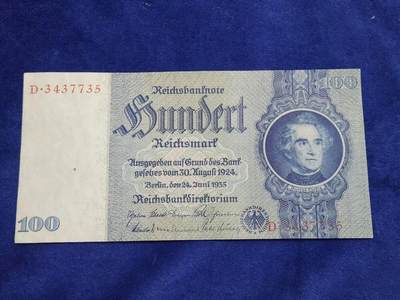 Reichsbanknote
100
D·3437735
Hundert
Reichsmark
Ausgegeben auf Grund des Bank-
gesetzes vom 30. August 1924.
Berlin, den 24. Juni 1935
Reichsbankdirektorium
100
D·3437735